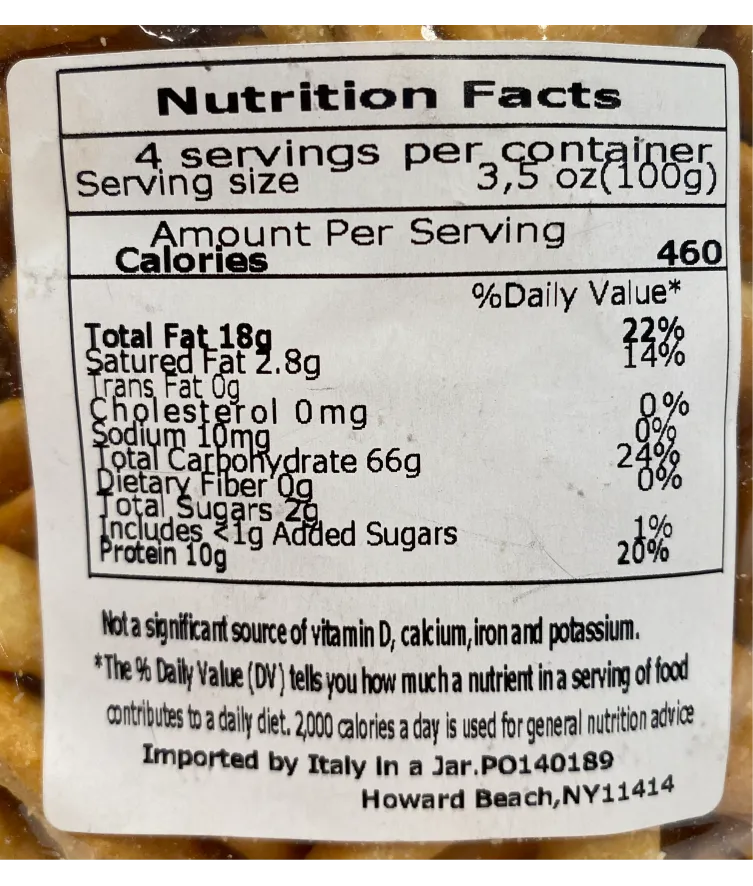 Nutrition Facts
4 servings per container
Serving size 3,5 oz(100g)
Amount Per Serving
Calories 460
%Daily Value*
Total Fat 18g 22%
Satured Fat 2.8g 14%
Trans Fat 0g
Cholesterol 0mg 0%
Sodium 10mg 0%
Total Carbohydrate 66g 24%
Dietary Fiber 0g 0%
Total Sugars 2g
Includes <1g Added Sugars 1%
Protein 10g 20%
Not a significant source of vitamin D, calcium, iron and potassium.
*The % Daily Value (DV) tells you how much a nutrient in a serving of food
contributes to a daily diet. 2,000 calories a day is used for general nutrition advice
Imported by Italy in a Jar.PO140189
Howard Beach,NY11414